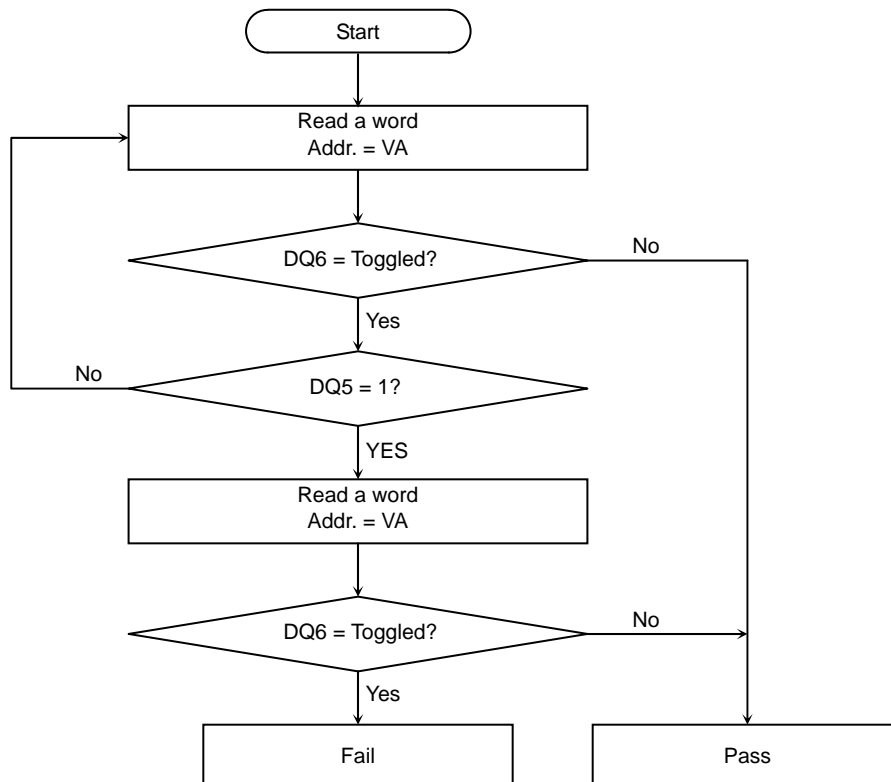 Start
Read a word
Addr. = VA
DQ6 = Toggled?
No
Yes
No
DQ5 = 1?
YES
Read a word
Addr. = VA
DQ6 = Toggled?
No
Yes
Fail
Pass